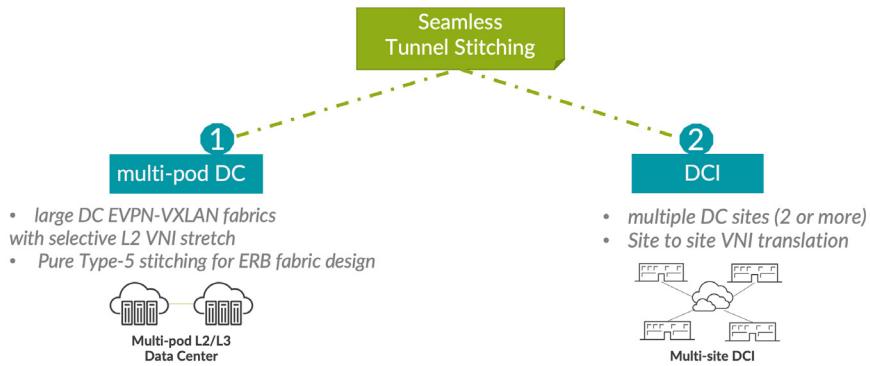 Seamless
Tunnel Stitching
1
multi-pod DC
• large DC EVPN-VXLAN fabrics
with selective L2 VNI stretch
• Pure Type-5 stitching for ERB fabric design
Multi-pod L2/L3
Data Center
2
DCI
• multiple DC sites (2 or more)
• Site to site VNI translation
Multi-site DCI